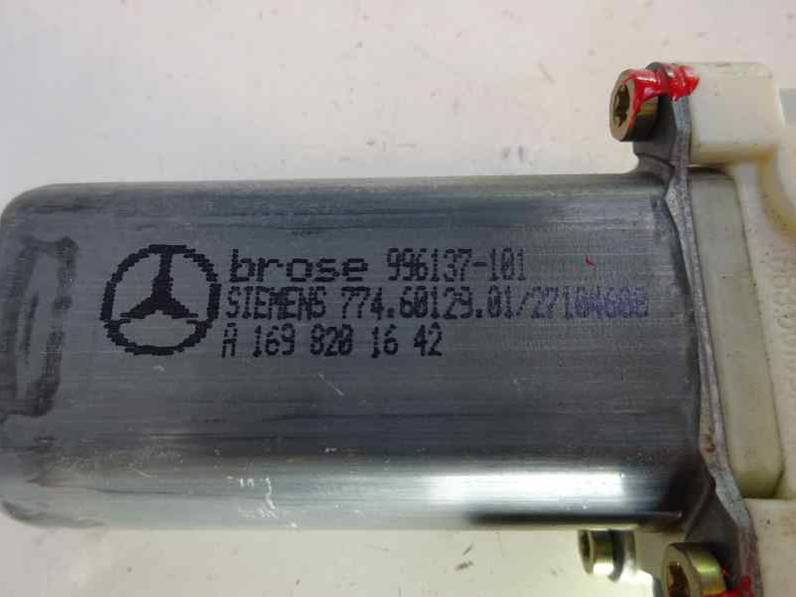 brose 996137-101
SIEMENS 774.60129.01/27104608
A 169 820 16 42